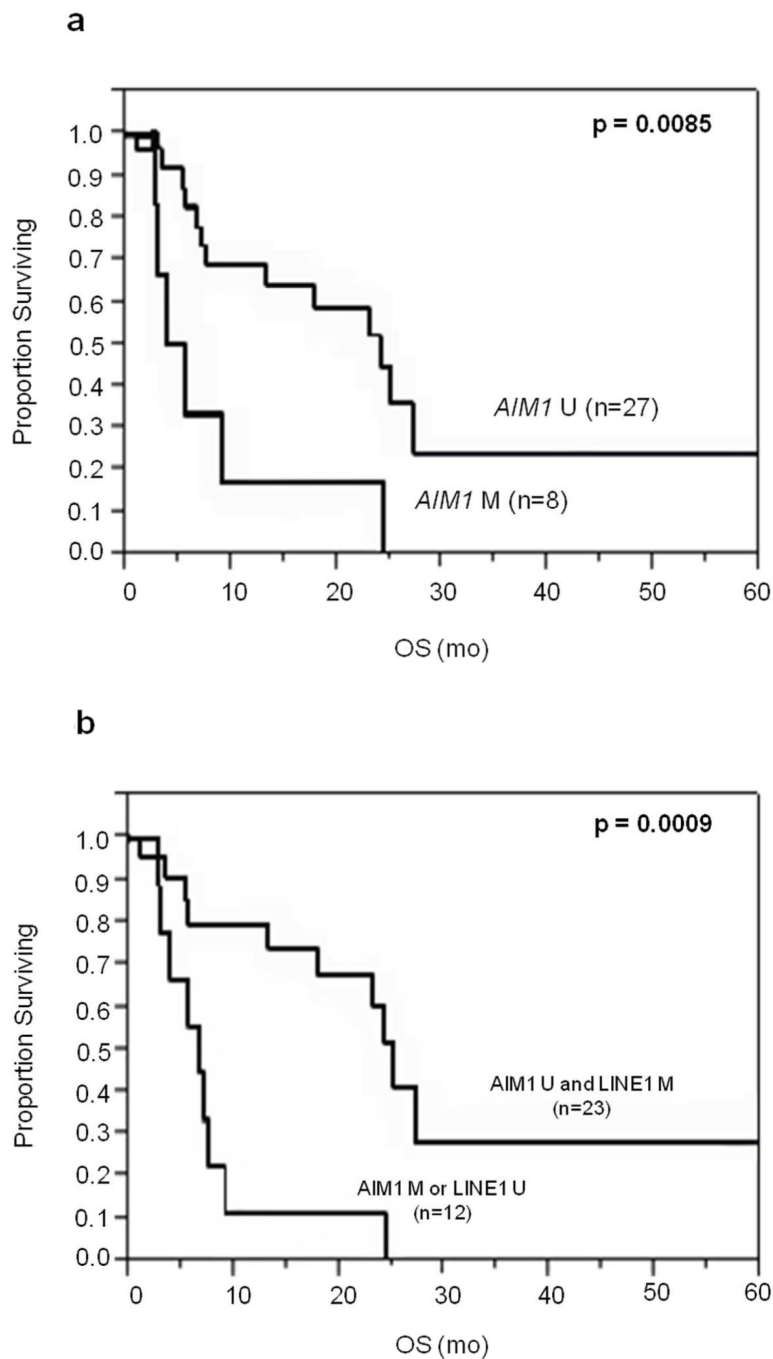 a
p = 0.0085
Proportion Surviving
1.0
0.9
0.8
0.7
0.6
0.5
0.4
0.3
0.2
0.1
0.0
AIM1 U (n=27)
AIM1 M (n=8)
0 10 20 30 40 50 60
OS (mo)
b
p = 0.0009
Proportion Surviving
1.0
0.9
0.8
0.7
0.6
0.5
0.4
0.3
0.2
0.1
0.0
AIM1 U and LINE1 M
(n=23)
AIM1 M or LINE1 U
(n=12)
0 10 20 30 40 50 60
OS (mo)